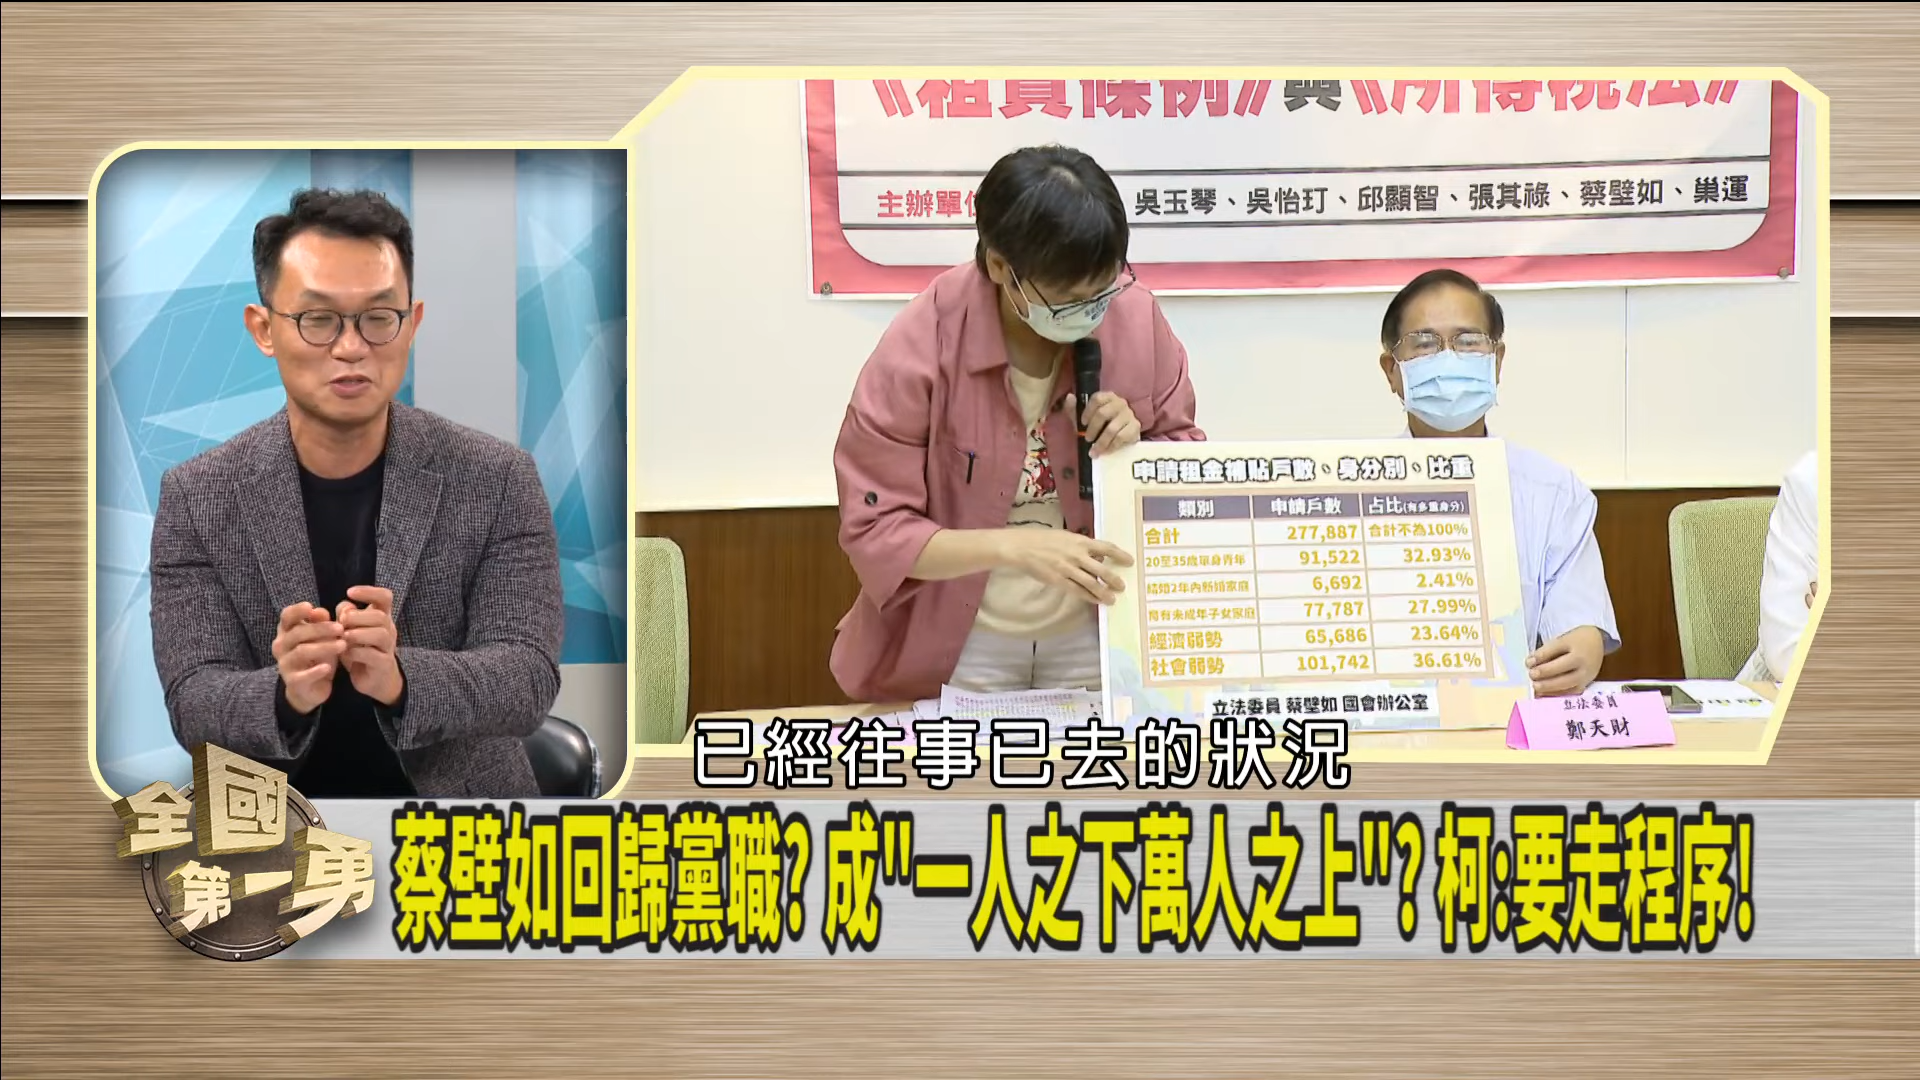 《租賃條例》與《所得稅法》
主辦單位
吳玉琴、吳怡玎、邱顯智、張其祿、蔡壁如、巢運
申請租金補貼戶數、身分別、比重
類別 申請戶數 占比(有多重身分)
合計 277,887 合計不為100%
20至35歲單身青年 91,522 32.93%
結婚2年內新婚家庭 6,692 2.41%
育有未成年子女家庭 77,787 27.99%
經濟弱勢 65,686 23.64%
社會弱勢 101,742 36.61%
立法委員 蔡壁如 國會辦公室
立法委員
鄭天財
已經往事已去的狀況
全國第一勇
蔡壁如回歸黨職? 成"一人之下萬人之上"? 柯:要走程序!